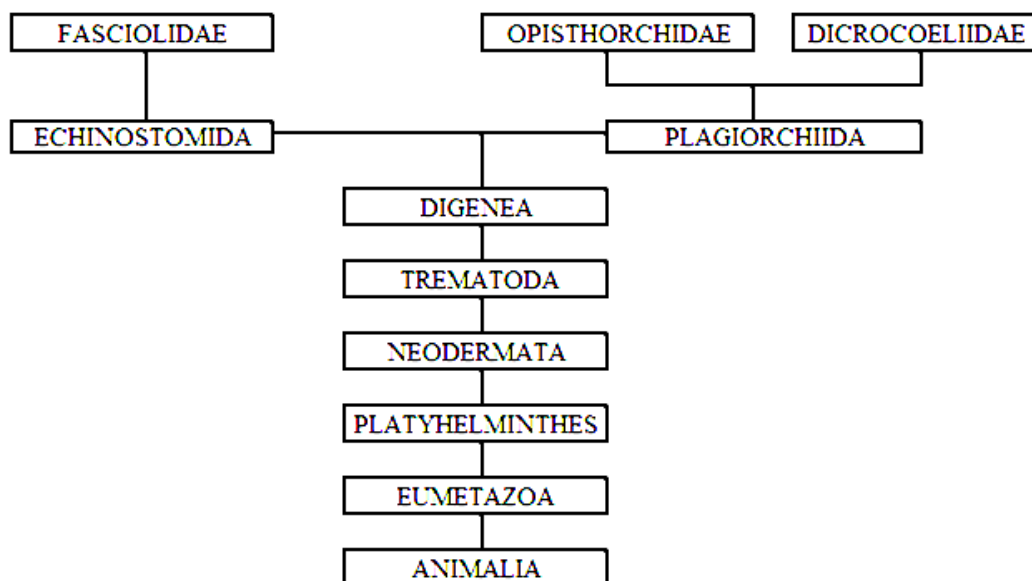 FASCIOLIDAE
OPISTHORCHIDAE
DICROCOELIIDAE
ECHINOSTOMIDA
PLAGIORCHIIDA
DIGENEA
TREMATODA
NEODERMATA
PLATYHELMINTHES
EUMETAZOA
ANIMALIA